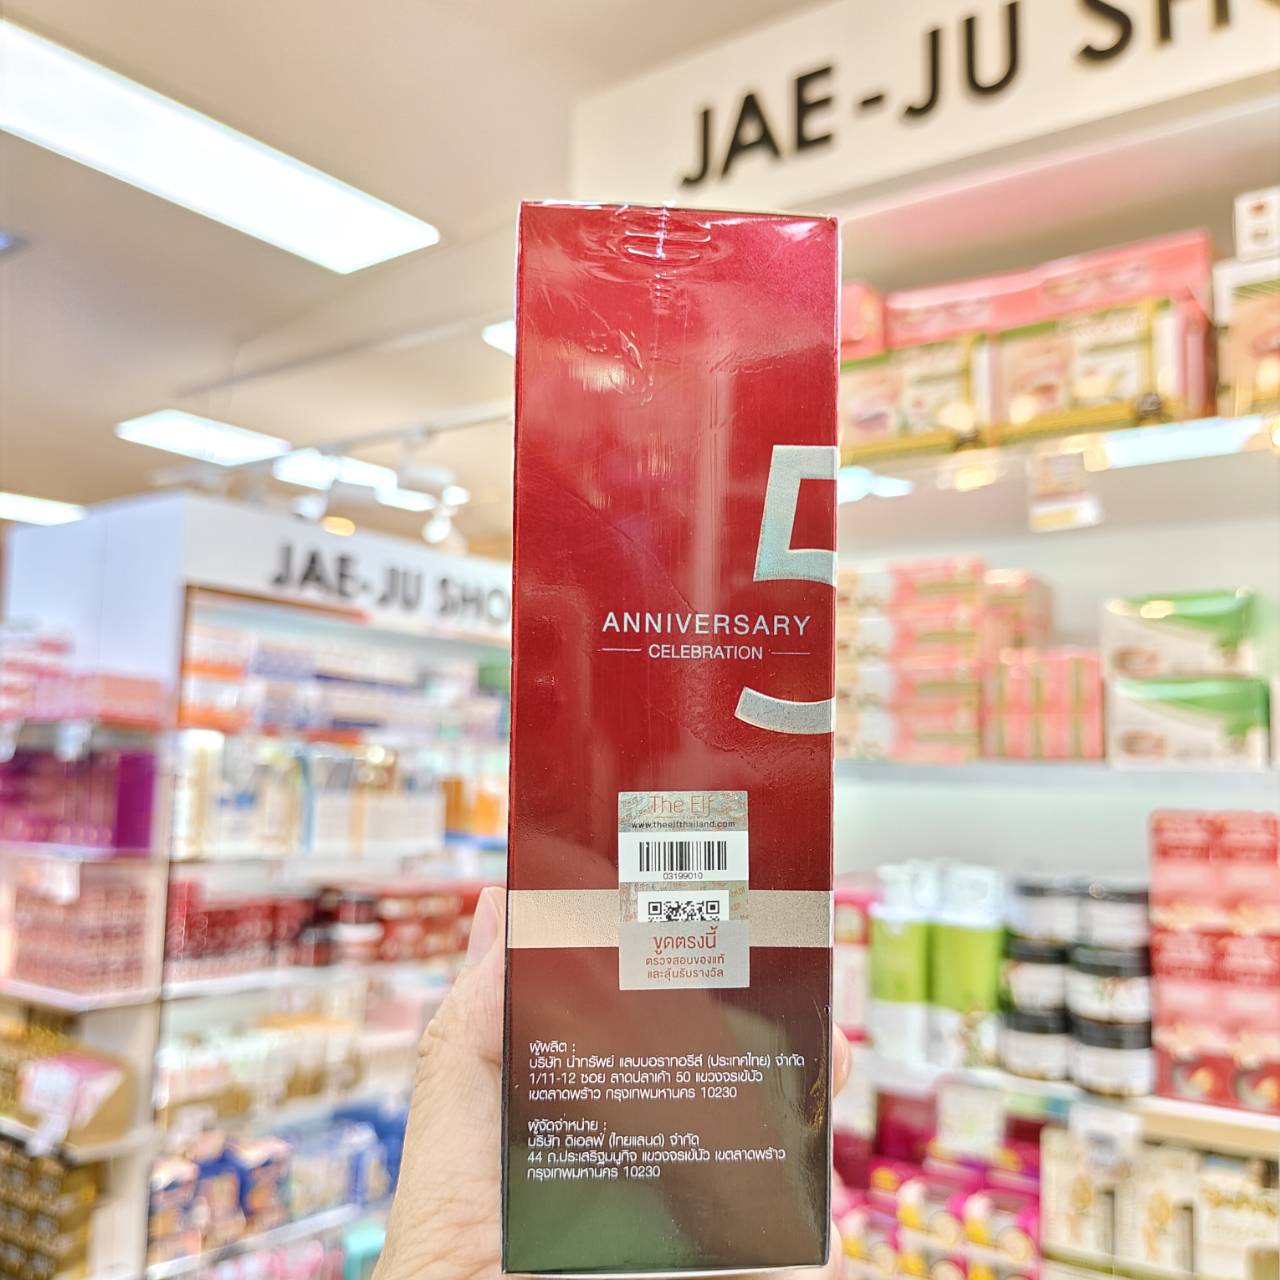 JAE-JU SHO
JAE-JU SHO
5
ANNIVERSARY
CELEBRATION
The Elf
www.theelfthailand.com
03199010
ขูดตรงนี้
ตรวจสอบของแท้
และลุ้นรับรางวัล
ผู้ผลิต :
บริษัท นำทรัพย์ แลบบอราทอรีส์ (ประเทศไทย) จำกัด
1/11-12 ซอย ลาดปลาเค้า 50 แขวงจรเข้บัว
เขตลาดพร้าว กรุงเทพมหานคร 10230
ผู้จัดจำหน่าย :
บริษัท ดิเอลฟ์ (ไทยแลนด์) จำกัด
44 ถ.ประเสริฐมนูกิจ แขวงจรเข้บัว เขตลาดพร้าว
กรุงเทพมหานคร 10230